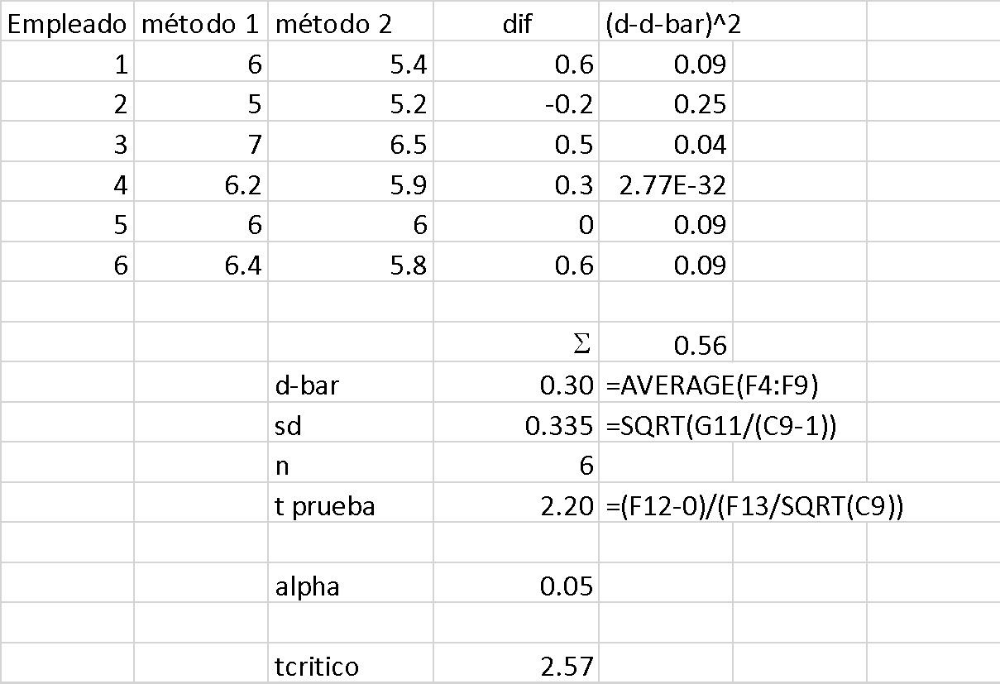 Empleado método 1 método 2 dif (d-d-bar)^2
1 6 5.4 0.6 0.09
2 5 5.2 -0.2 0.25
3 7 6.5 0.5 0.04
4 6.2 5.9 0.3 2.77E-32
5 6 6 0 0.09
6 6.4 5.8 0.6 0.09
Σ 0.56
d-bar 0.30 =AVERAGE(F4:F9)
sd 0.335 =SQRT(G11/(C9-1))
n 6
t prueba 2.20 =(F12-0)/(F13/SQRT(C9))
alpha 0.05
tcritico 2.57